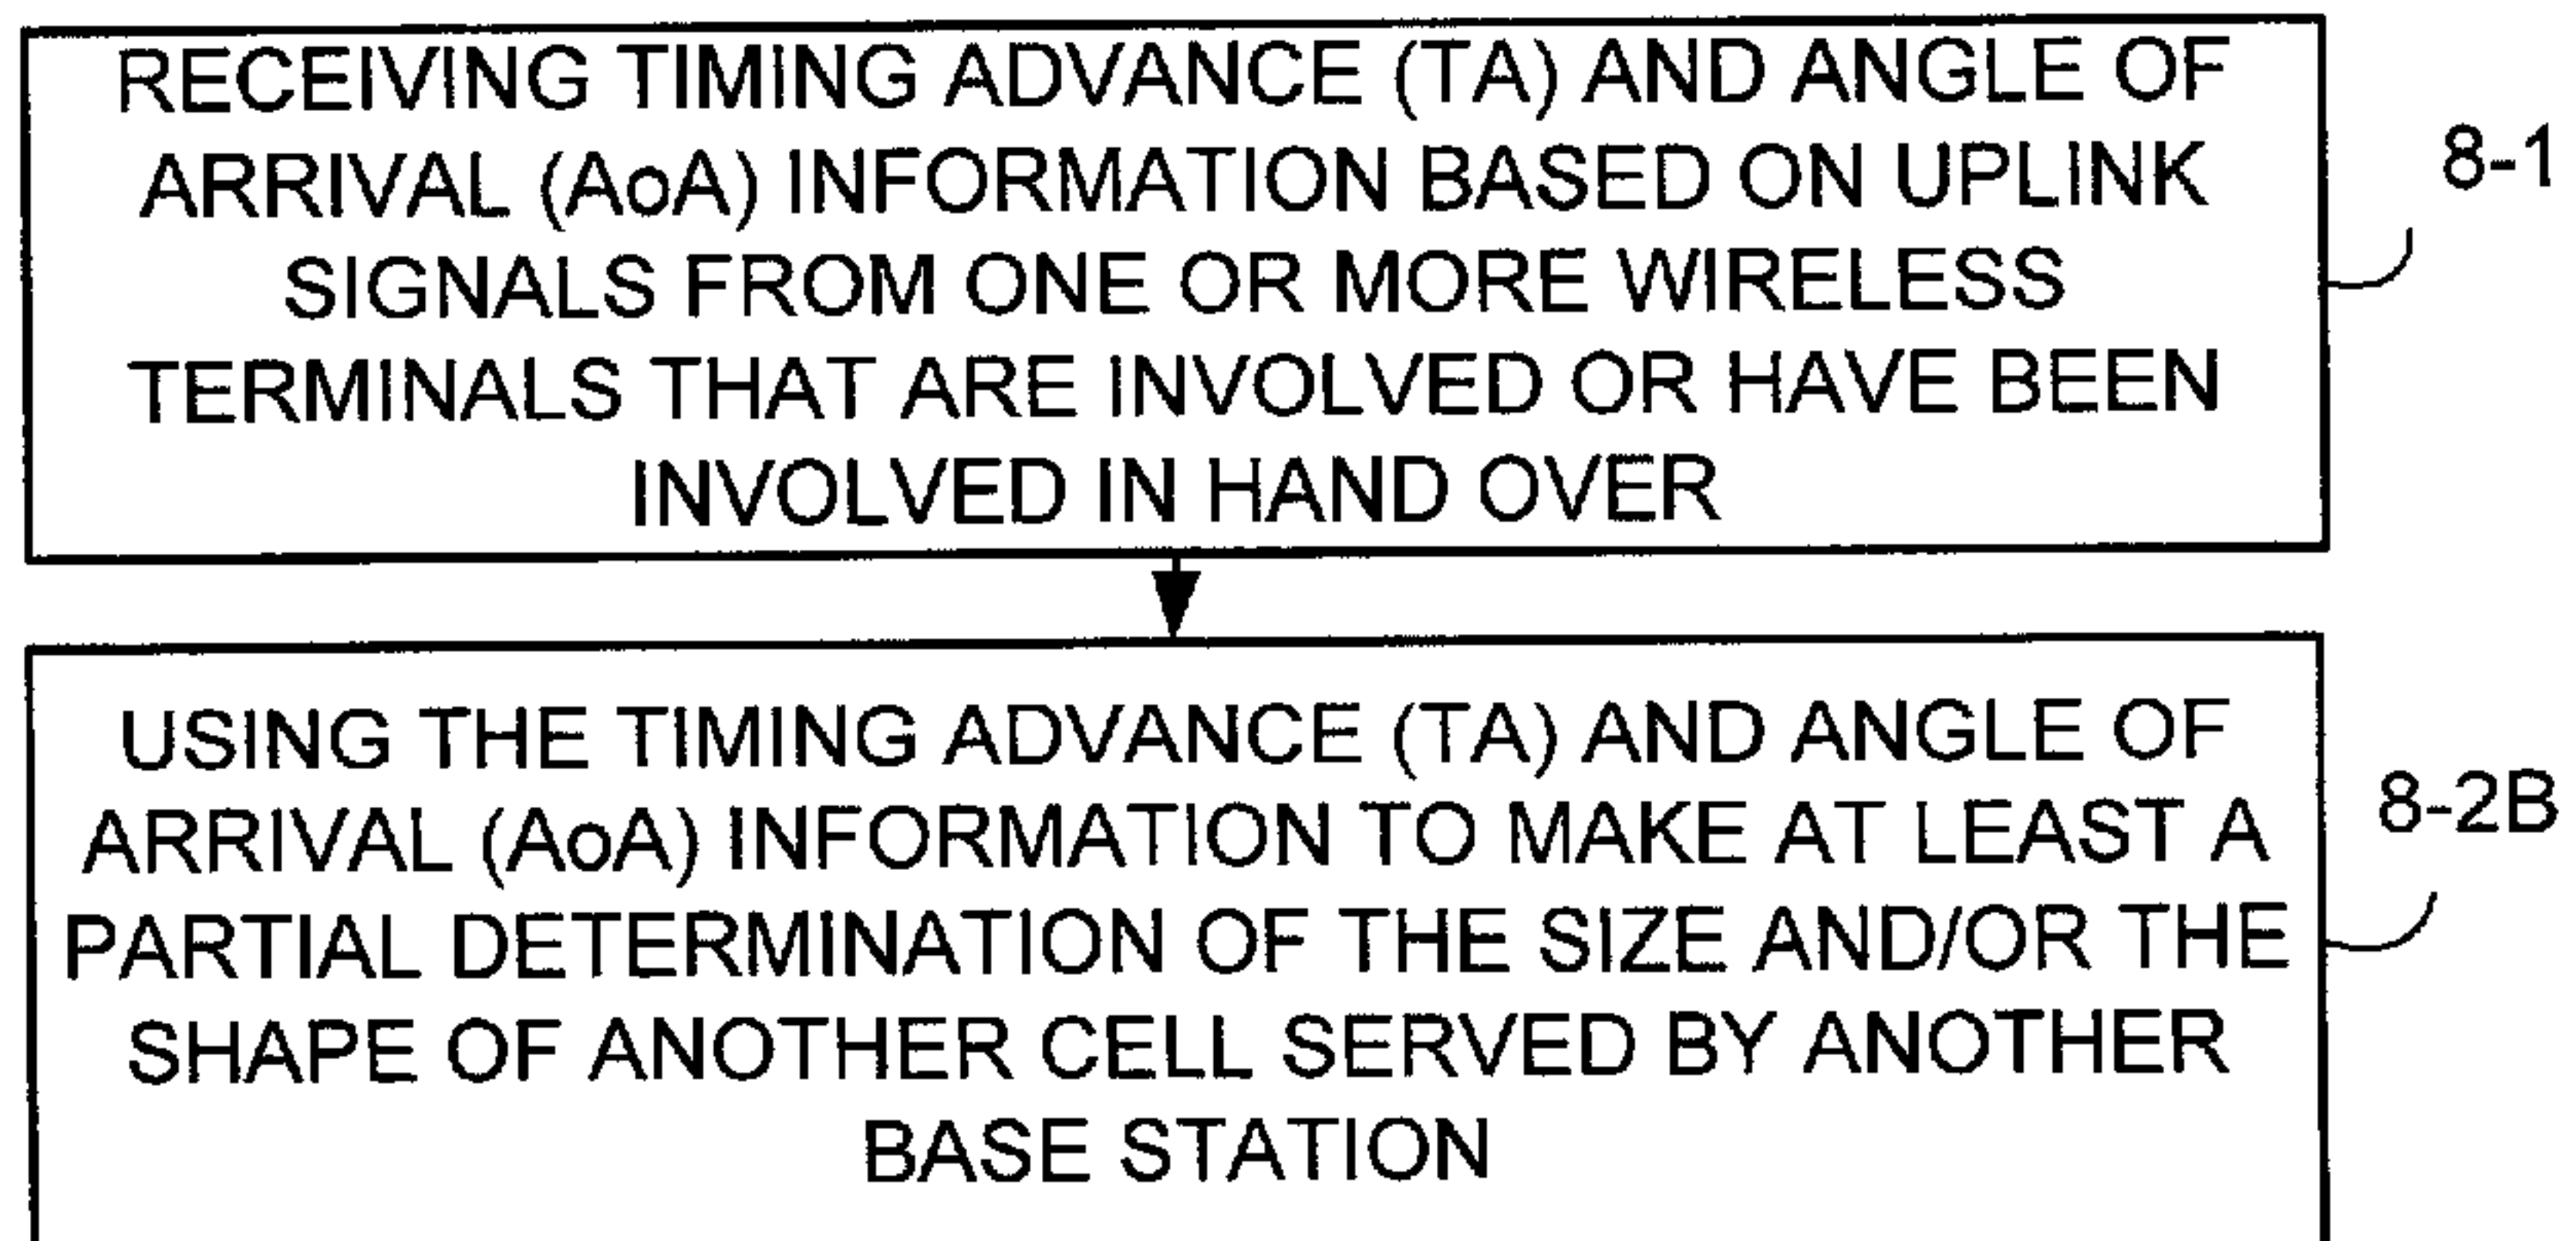 RECEIVING TIMING ADVANCE (TA) AND ANGLE OF
ARRIVAL (AoA) INFORMATION BASED ON UPLINK
SIGNALS FROM ONE OR MORE WIRELESS
TERMINALS THAT ARE INVOLVED OR HAVE BEEN
INVOLVED IN HAND OVER
8-1
USING THE TIMING ADVANCE (TA) AND ANGLE OF
ARRIVAL (AoA) INFORMATION TO MAKE AT LEAST A
PARTIAL DETERMINATION OF THE SIZE AND/OR THE
SHAPE OF ANOTHER CELL SERVED BY ANOTHER
BASE STATION
8-2B